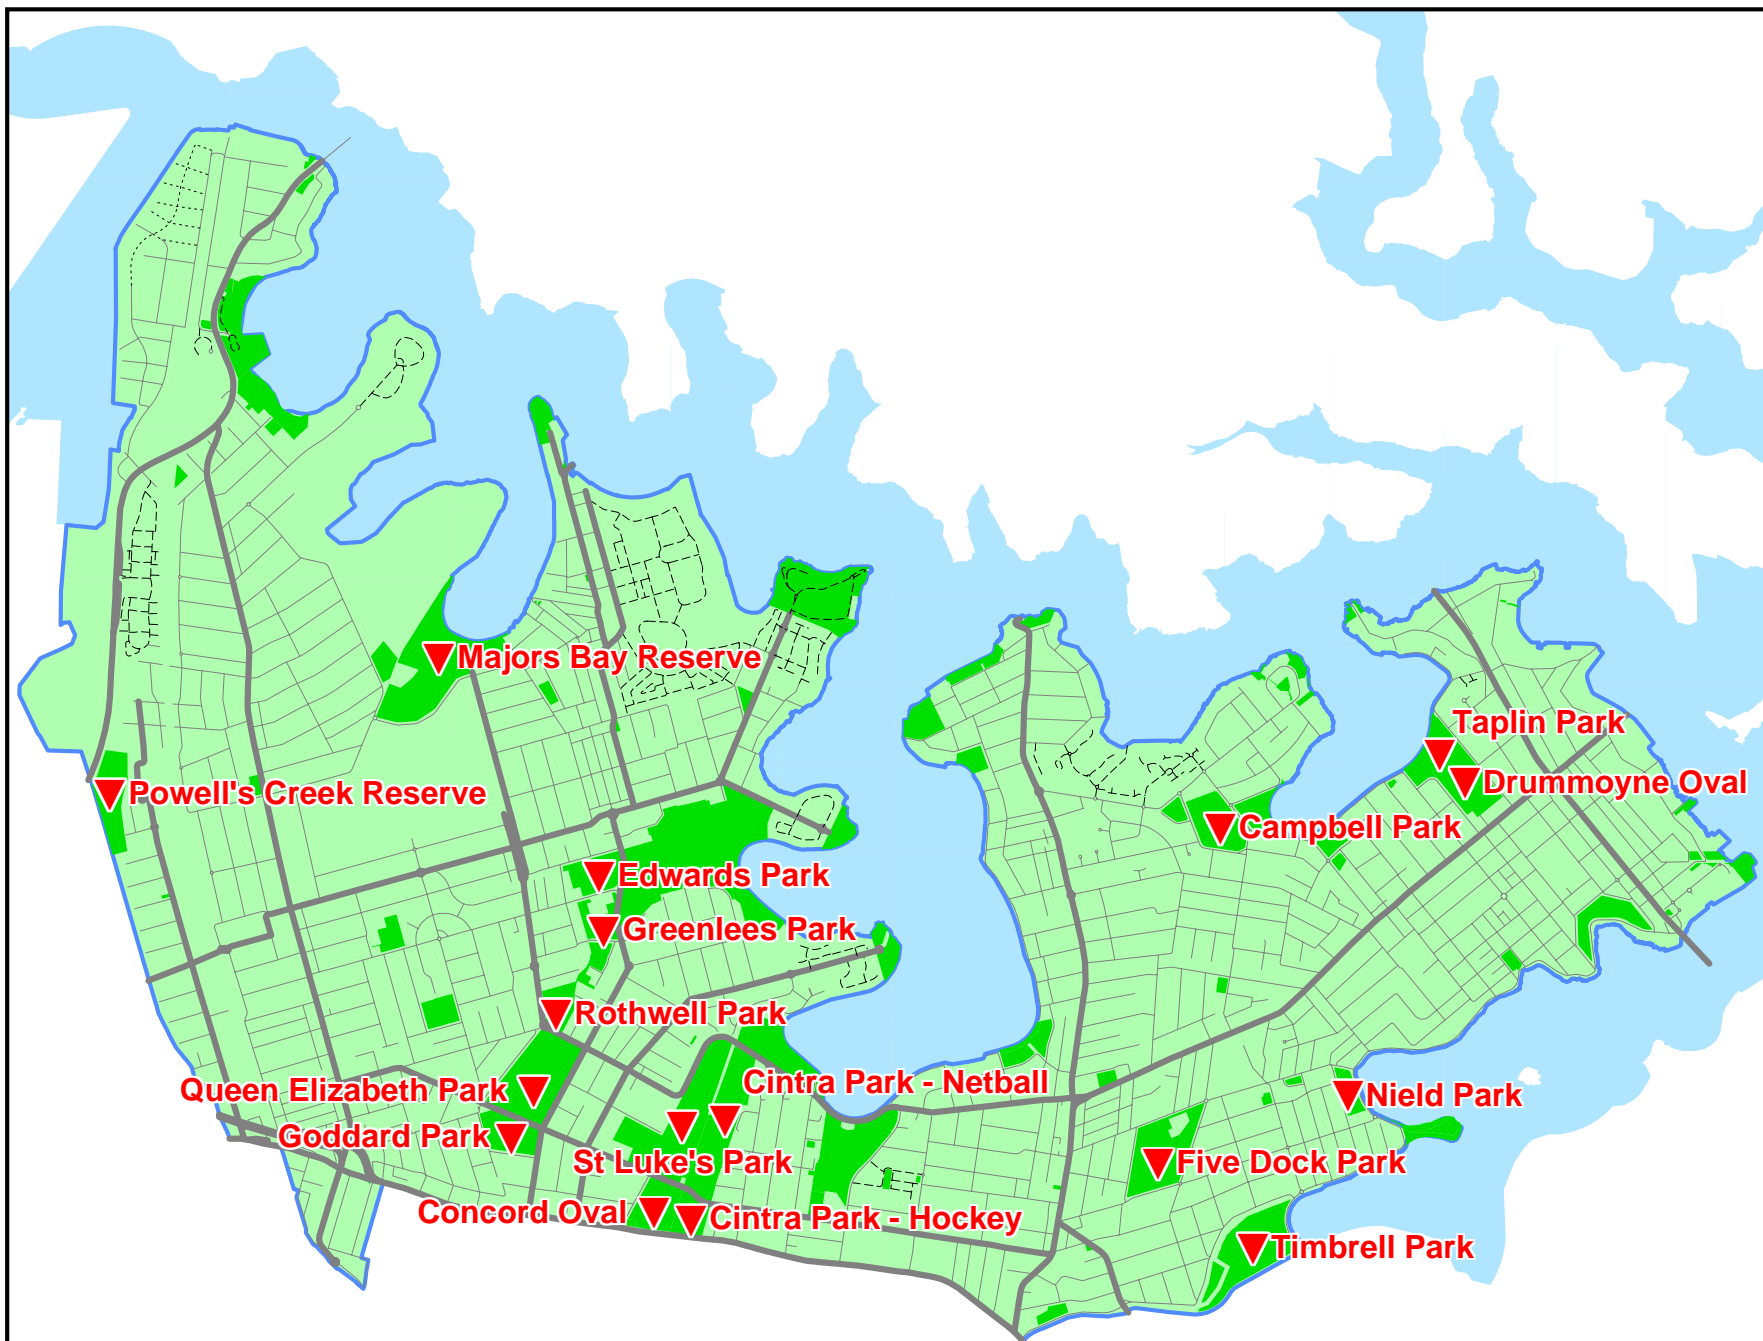 Majors Bay Reserve
Taplin Park
Drummoyne Oval
Powell's Creek Reserve
Campbell Park
Edwards Park
Greenlees Park
Rothwell Park
Cintra Park - Netball
Queen Elizabeth Park
Nield Park
Goddard Park
St Luke's Park
Five Dock Park
Concord Oval
Cintra Park - Hockey
Timbrell Park